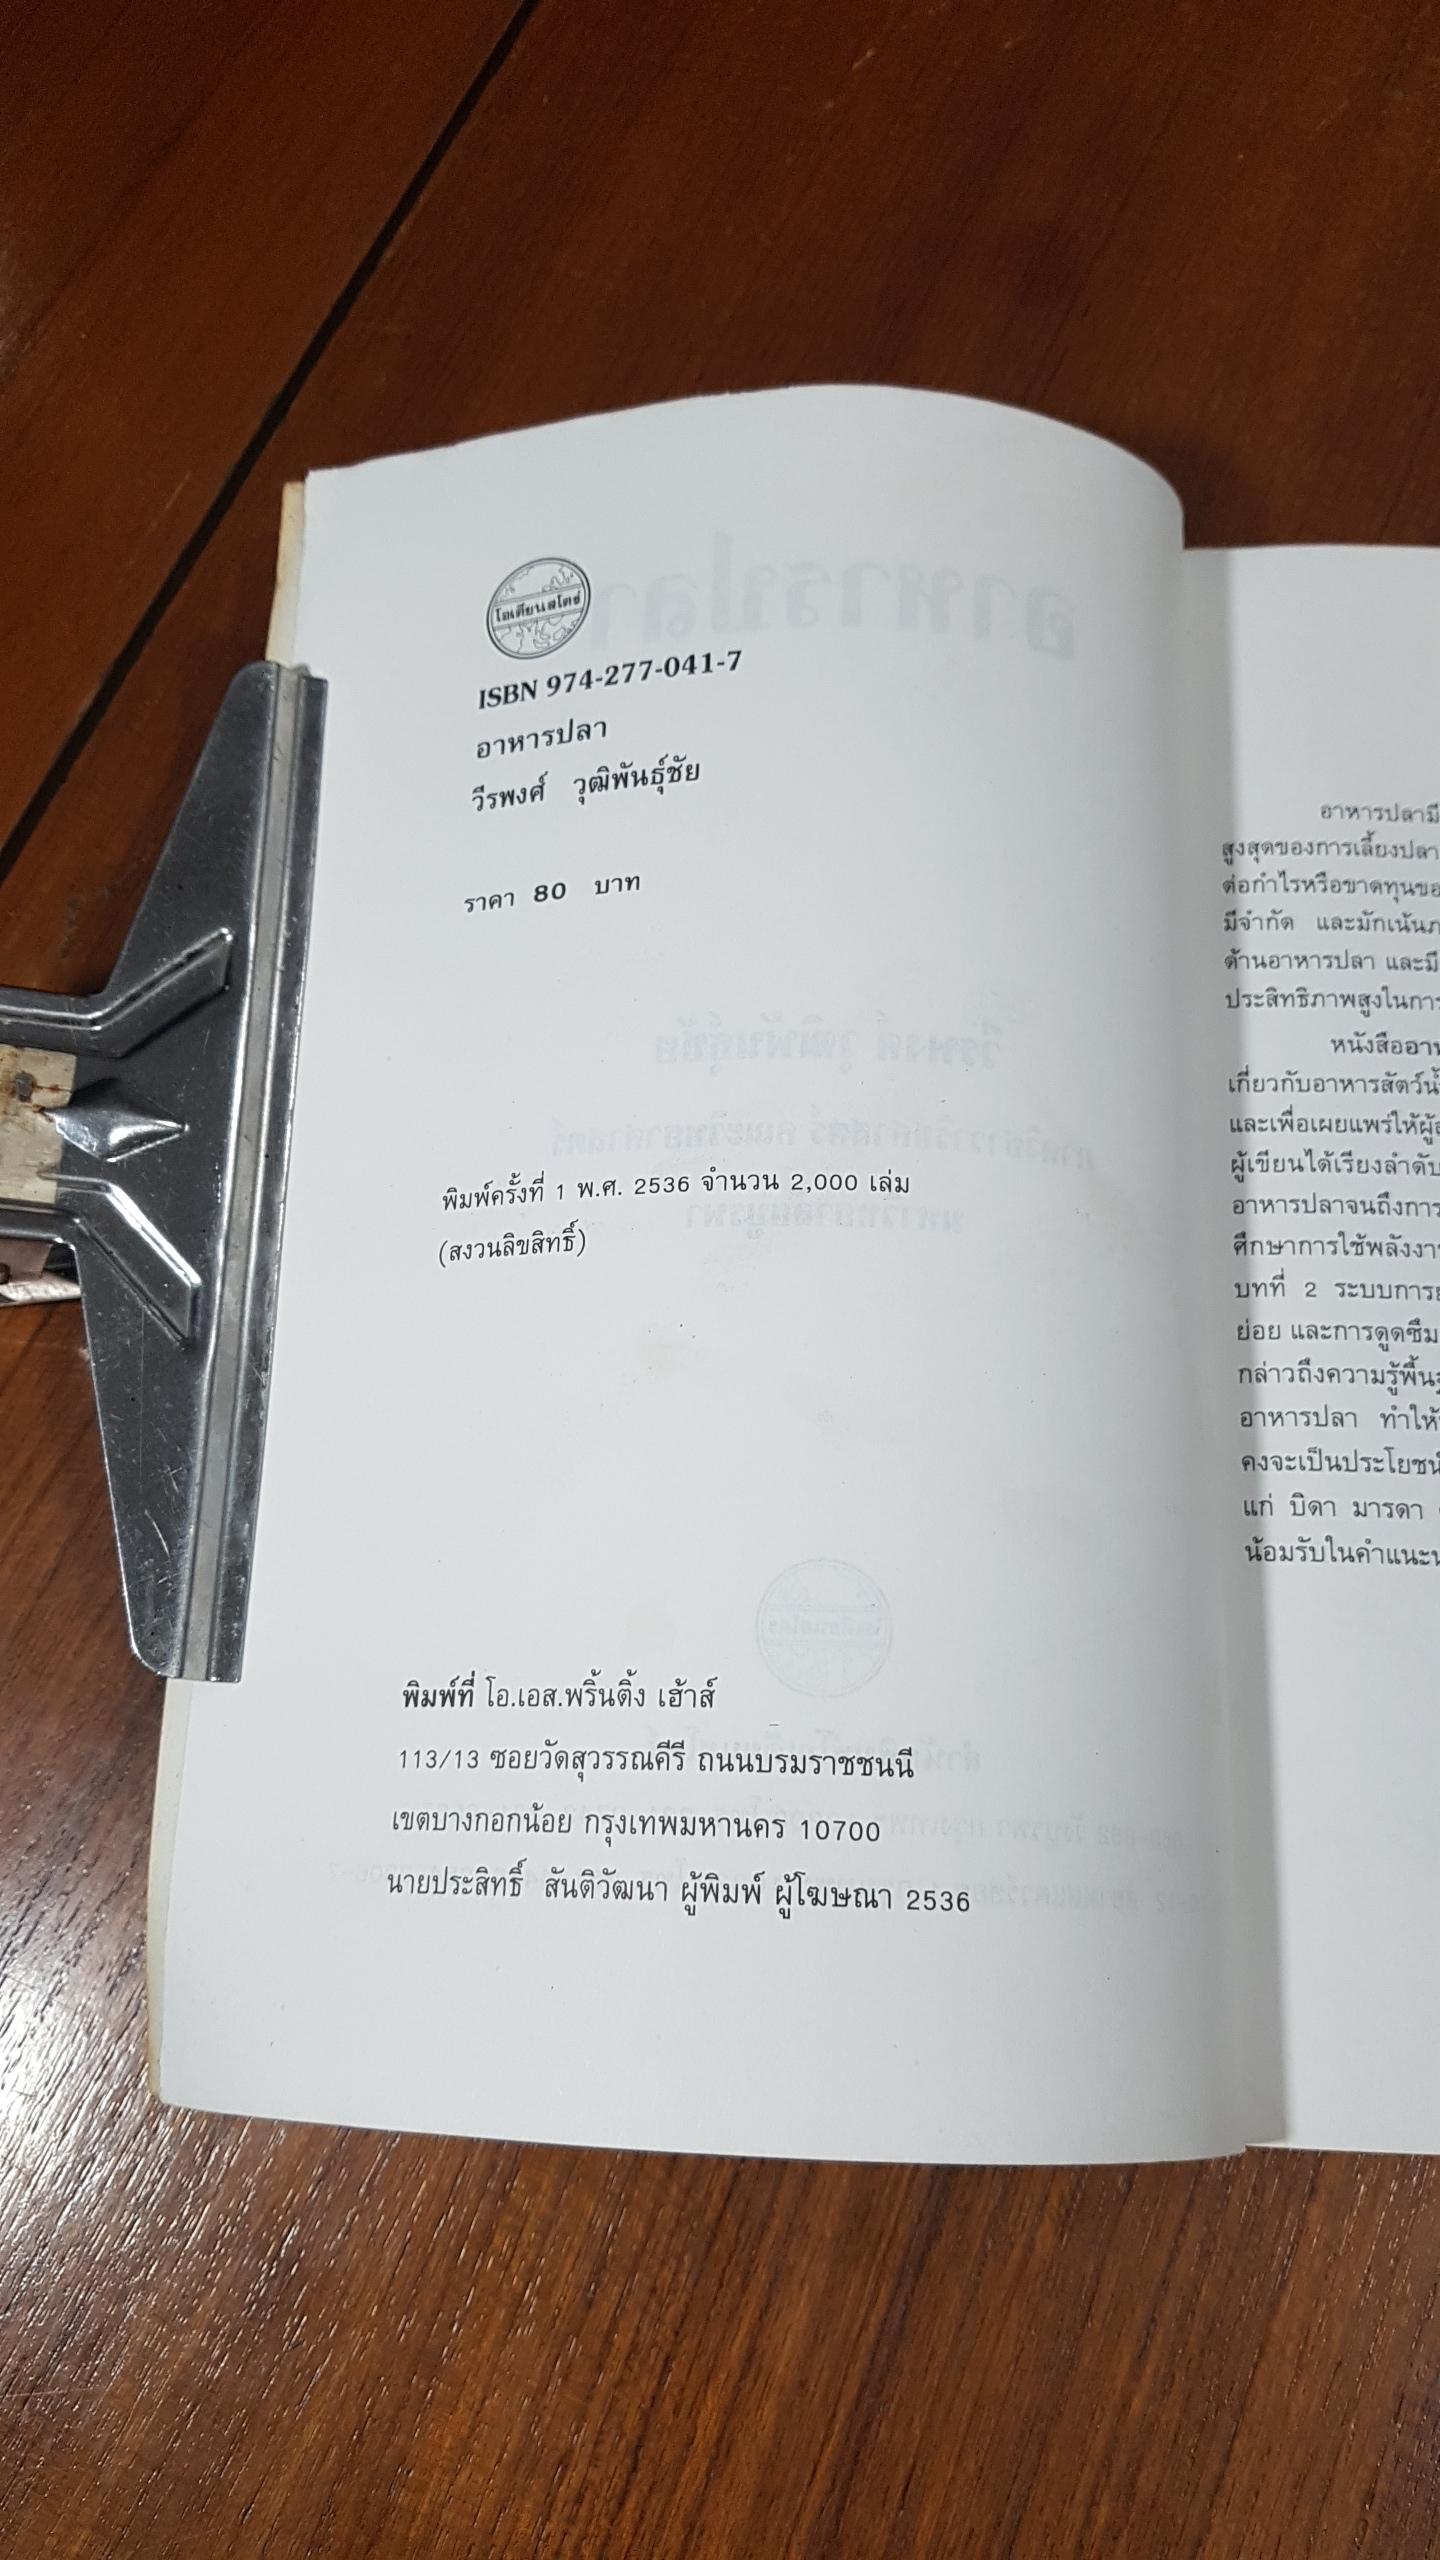 โอเดียนสโตร์
ISBN 974-277-041-7
อาหารปลา
วีรพงศ์ วุฒิพันธุ์ชัย
ราคา 80 บาท
พิมพ์ครั้งที่ 1 พ.ศ. 2536 จำนวน 2,000 เล่ม
(สงวนลิขสิทธิ์)
พิมพ์ที่ โอ.เอส.พริ้นติ้ง เฮ้าส์
113/13 ซอยวัดสุวรรณคีรี ถนนบรมราชชนนี
เขตบางกอกน้อย กรุงเทพมหานคร 10700
นายประสิทธิ์ สันติวัฒนา ผู้พิมพ์ ผู้โฆษณา 2536
อาหารปลามี
สูงสุดของการเลี้ยงปลา
ต่อกำไรหรือขาดทุนขอ
มีจำกัด และมักเน้น
ด้านอาหารปลา และมี
ประสิทธิภาพสูงในการ
หนังสืออาห
เกี่ยวกับอาหารสัตว์น้ำ
และเพื่อเผยแพร่ให้ผู้ส
ผู้เขียนได้เรียงลำดับ
อาหารปลาจนถึงการ
ศึกษาการใช้พลังงา
บทที่ 2 ระบบการย
ย่อย และการดูดซึม
กล่าวถึงความรู้พื้นฐ
อาหารปลา ทำให้
คงจะเป็นประโยชน์
แก่ บิดา มารดา
น้อมรับในคำแนะน